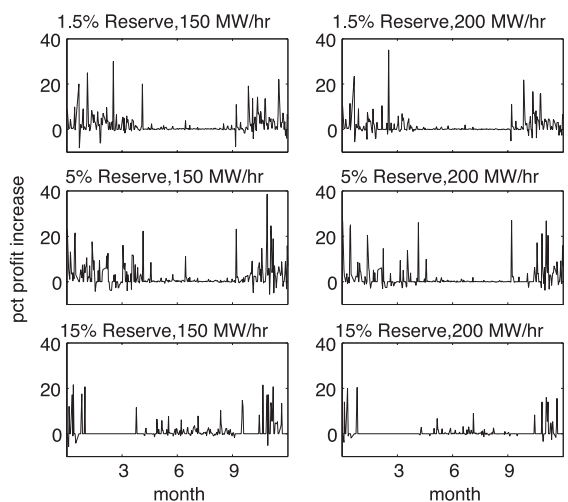 1.5% Reserve,150 MW/hr
1.5% Reserve,200 MW/hr
40
20
0
40
20
0
5% Reserve,150 MW/hr
5% Reserve,200 MW/hr
40
20
0
40
20
0
pct profit increase
15% Reserve,150 MW/hr
15% Reserve,200 MW/hr
40
20
0
40
20
0
3 6 9
3 6 9
month
month